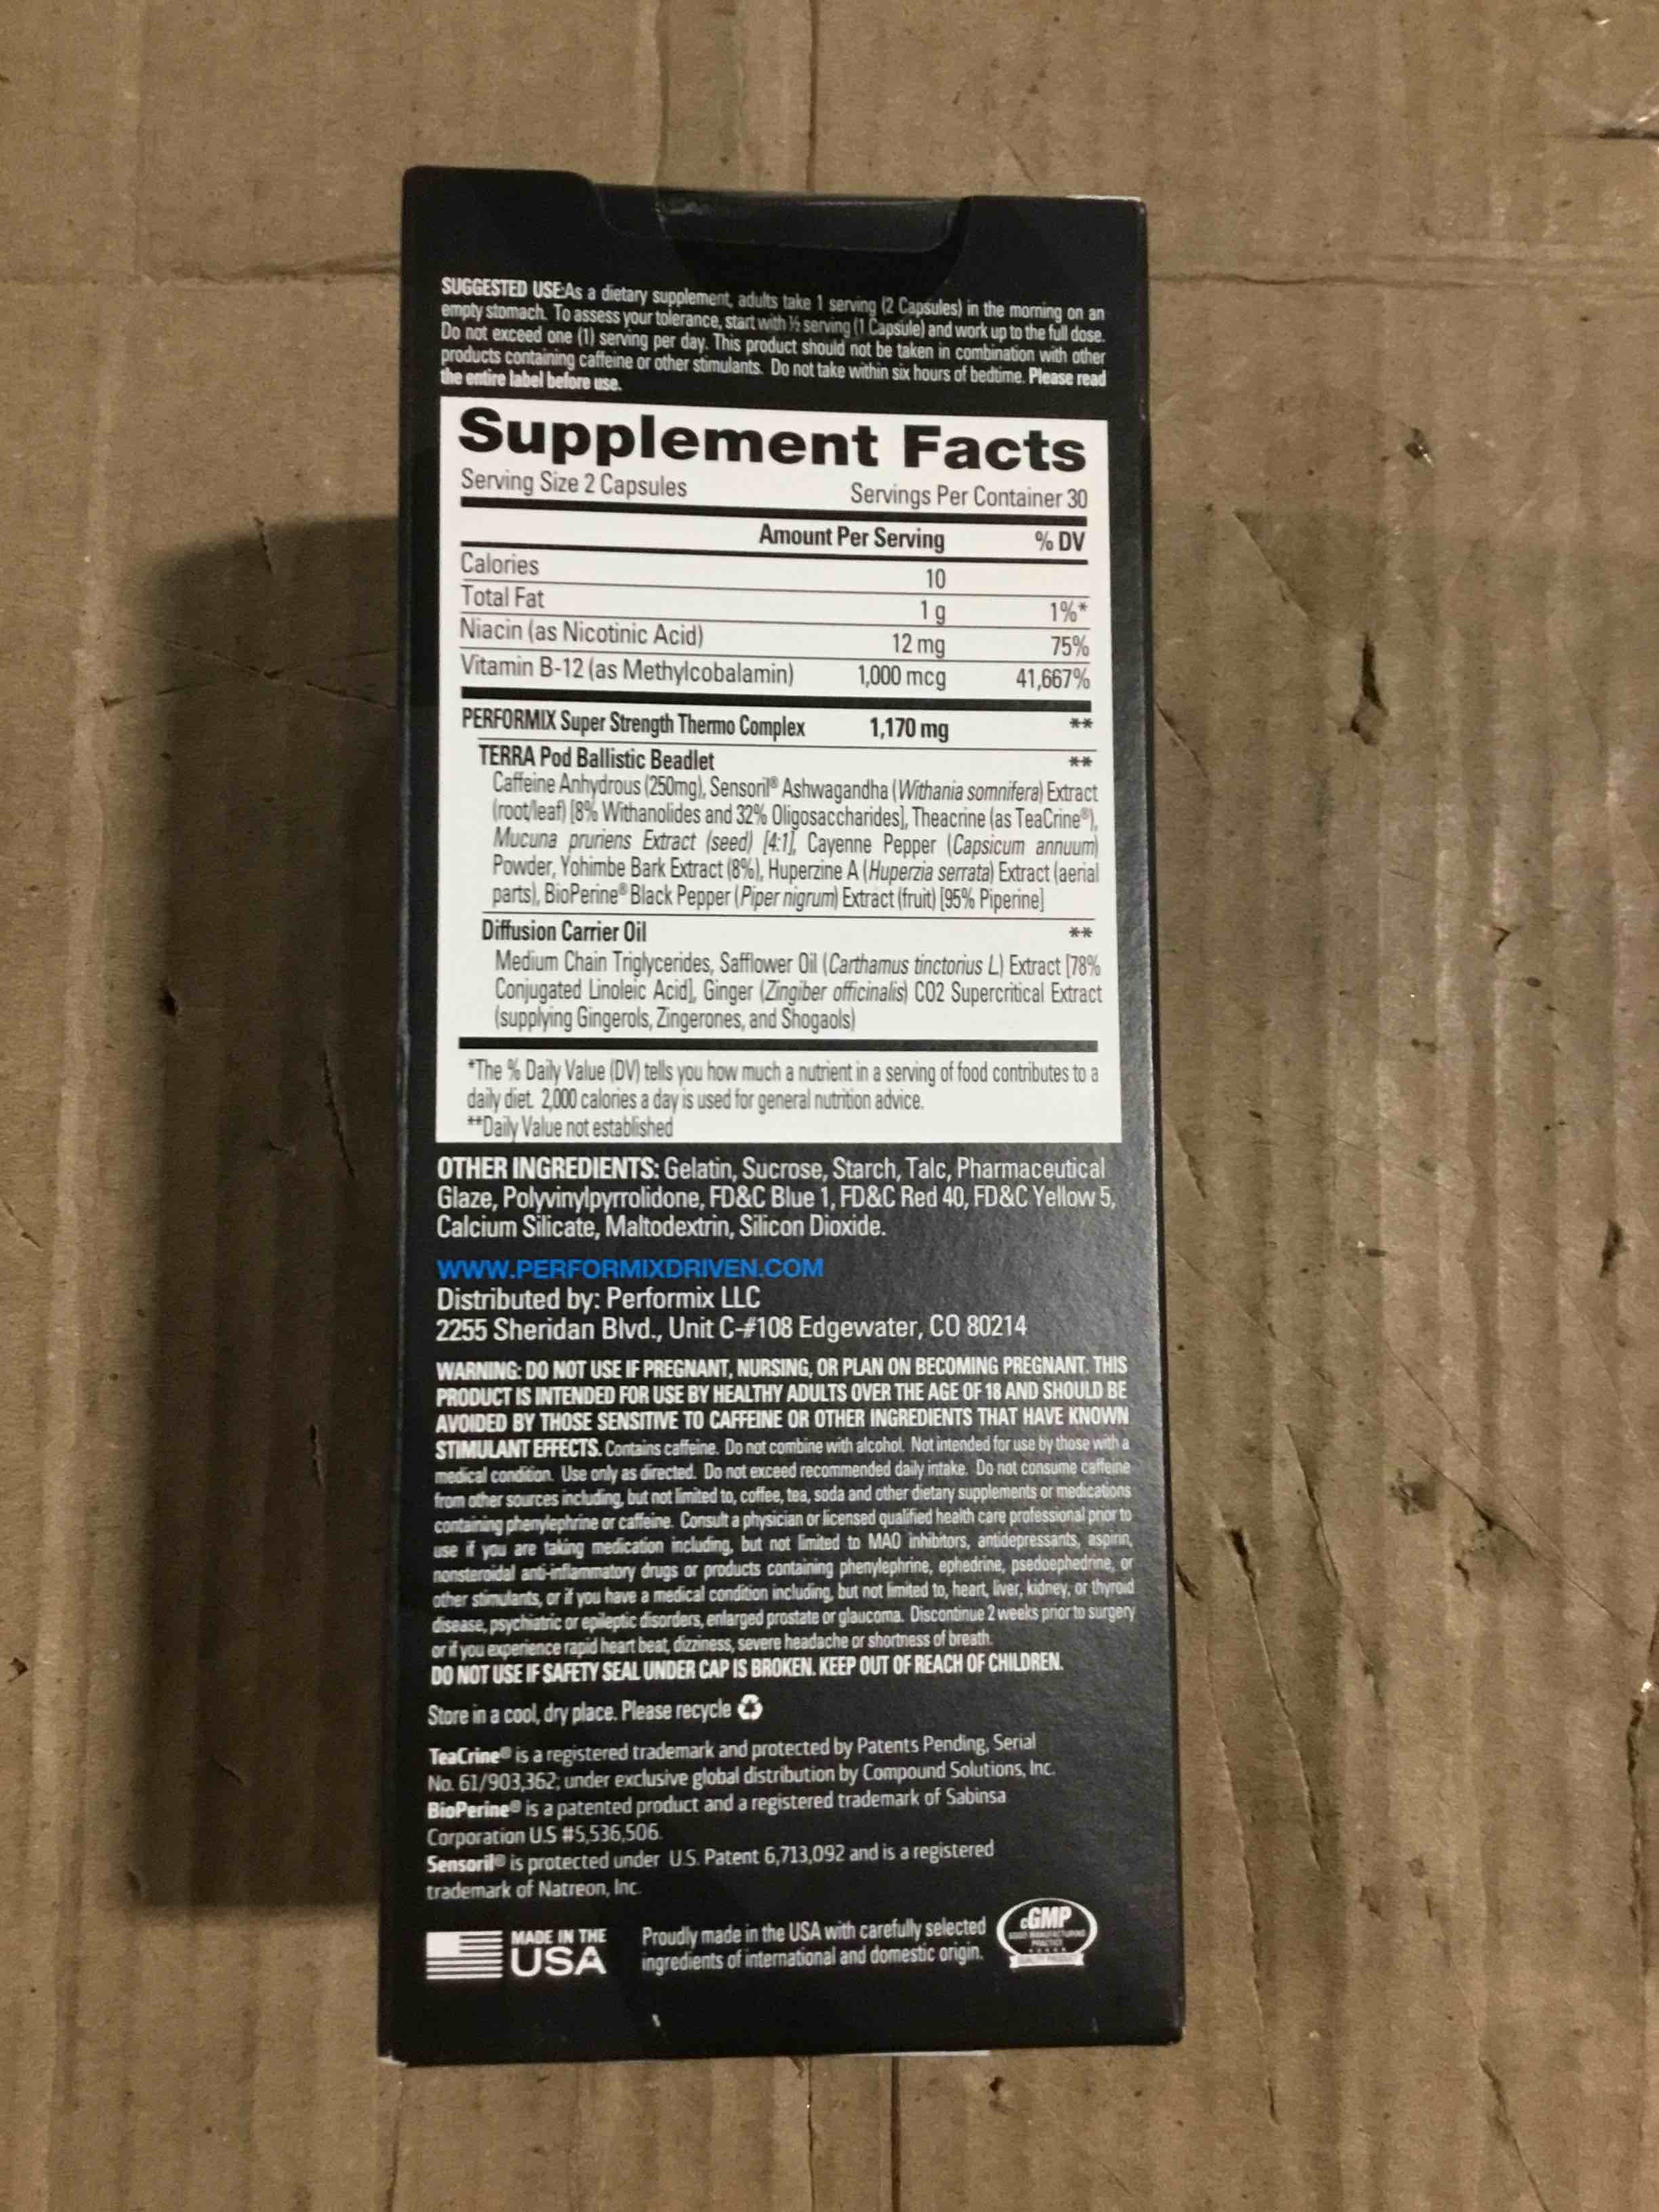 SUGGESTED USE:As a dietary supplement, adults take 1 serving (2 Capsules) in the morning on an
empty stomach. To assess your tolerance, start with ½ serving (1 Capsule) and work up to the full dose.
Do not exceed one (1) serving per day. This product should not be taken in combination with other
products containing caffeine or other stimulants. Do not take within six hours of bedtime. Please read
the entire label before use.
Supplement Facts
Serving Size 2 Capsules Servings Per Container 30
Amount Per Serving % DV
Calories 10
Total Fat 1 g 1%*
Niacin (as Nicotinic Acid) 12 mg 75%
Vitamin B-12 (as Methylcobalamin) 1,000 mcg 41,667%
PERFORMIX Super Strength Thermo Complex 1,170 mg **
TERRA Pod Ballistic Beadlet **
Caffeine Anhydrous (250mg), Sensoril® Ashwagandha (Withania somnifera) Extract
(root/leaf) [8% Withanolides and 32% Oligosaccharides], Theacrine (as TeaCrine®),
Mucuna pruriens Extract (seed) [4:1], Cayenne Pepper (Capsicum annuum)
Powder, Yohimbe Bark Extract (8%), Huperzine A (Huperzia serrata) Extract (aerial
parts), BioPerine® Black Pepper (Piper nigrum) Extract (fruit) [95% Piperine]
Diffusion Carrier Oil **
Medium Chain Triglycerides, Safflower Oil (Carthamus tinctorius L) Extract [78%
Conjugated Linoleic Acid], Ginger (Zingiber officinalis) CO2 Supercritical Extract
(supplying Gingerols, Zingerones, and Shogaols)
*The % Daily Value (DV) tells you how much a nutrient in a serving of food contributes to a
daily diet. 2,000 calories a day is used for general nutrition advice.
**Daily Value not established
OTHER INGREDIENTS: Gelatin, Sucrose, Starch, Talc, Pharmaceutical
Glaze, Polyvinylpyrrolidone, FD&C Blue 1, FD&C Red 40, FD&C Yellow 5,
Calcium Silicate, Maltodextrin, Silicon Dioxide.
WWW.PERFORMIXDRIVEN.COM
Distributed by: Performix LLC
2255 Sheridan Blvd., Unit C-#108 Edgewater, CO 80214
WARNING: DO NOT USE IF PREGNANT, NURSING, OR PLAN ON BECOMING PREGNANT. THIS
PRODUCT IS INTENDED FOR USE BY HEALTHY ADULTS OVER THE AGE OF 18 AND SHOULD BE
AVOIDED BY THOSE SENSITIVE TO CAFFEINE OR OTHER INGREDIENTS THAT HAVE KNOWN
STIMULANT EFFECTS. Contains caffeine. Do not combine with alcohol. Not intended for use by those with a
medical condition. Use only as directed. Do not exceed recommended daily intake. Do not consume caffeine
from other sources including, but not limited to, coffee, tea, soda and other dietary supplements or medications
containing phenylephrine or caffeine. Consult a physician or licensed qualified health care professional prior to
use if you are taking medication including, but not limited to MAO inhibitors, antidepressants, aspirin,
nonsteroidal anti-inflammatory drugs or products containing phenylephrine, ephedrine, psedoephedrine, or
other stimulants, or if you have a medical condition including, but not limited to, heart, liver, kidney, or thyroid
disease, psychiatric or epileptic disorders, enlarged prostate or glaucoma. Discontinue 2 weeks prior to surgery
or if you experience rapid heart beat, dizziness, severe headache or shortness of breath.
DO NOT USE IF SAFETY SEAL UNDER CAP IS BROKEN. KEEP OUT OF REACH OF CHILDREN.
Store in a cool, dry place. Please recycle
TeaCrine® is a registered trademark and protected by Patents Pending, Serial
No. 61/903,362; under exclusive global distribution by Compound Solutions, Inc.
BioPerine® is a patented product and a registered trademark of Sabinsa
Corporation U.S #5,536,506.
Sensoril® is protected under U.S. Patent 6,713,092 and is a registered
trademark of Natreon, Inc.
MADE IN THE
USA
Proudly made in the USA with carefully selected
ingredients of international and domestic origin.
cGMP
GOOD MANUFACTURING
PRACTICE